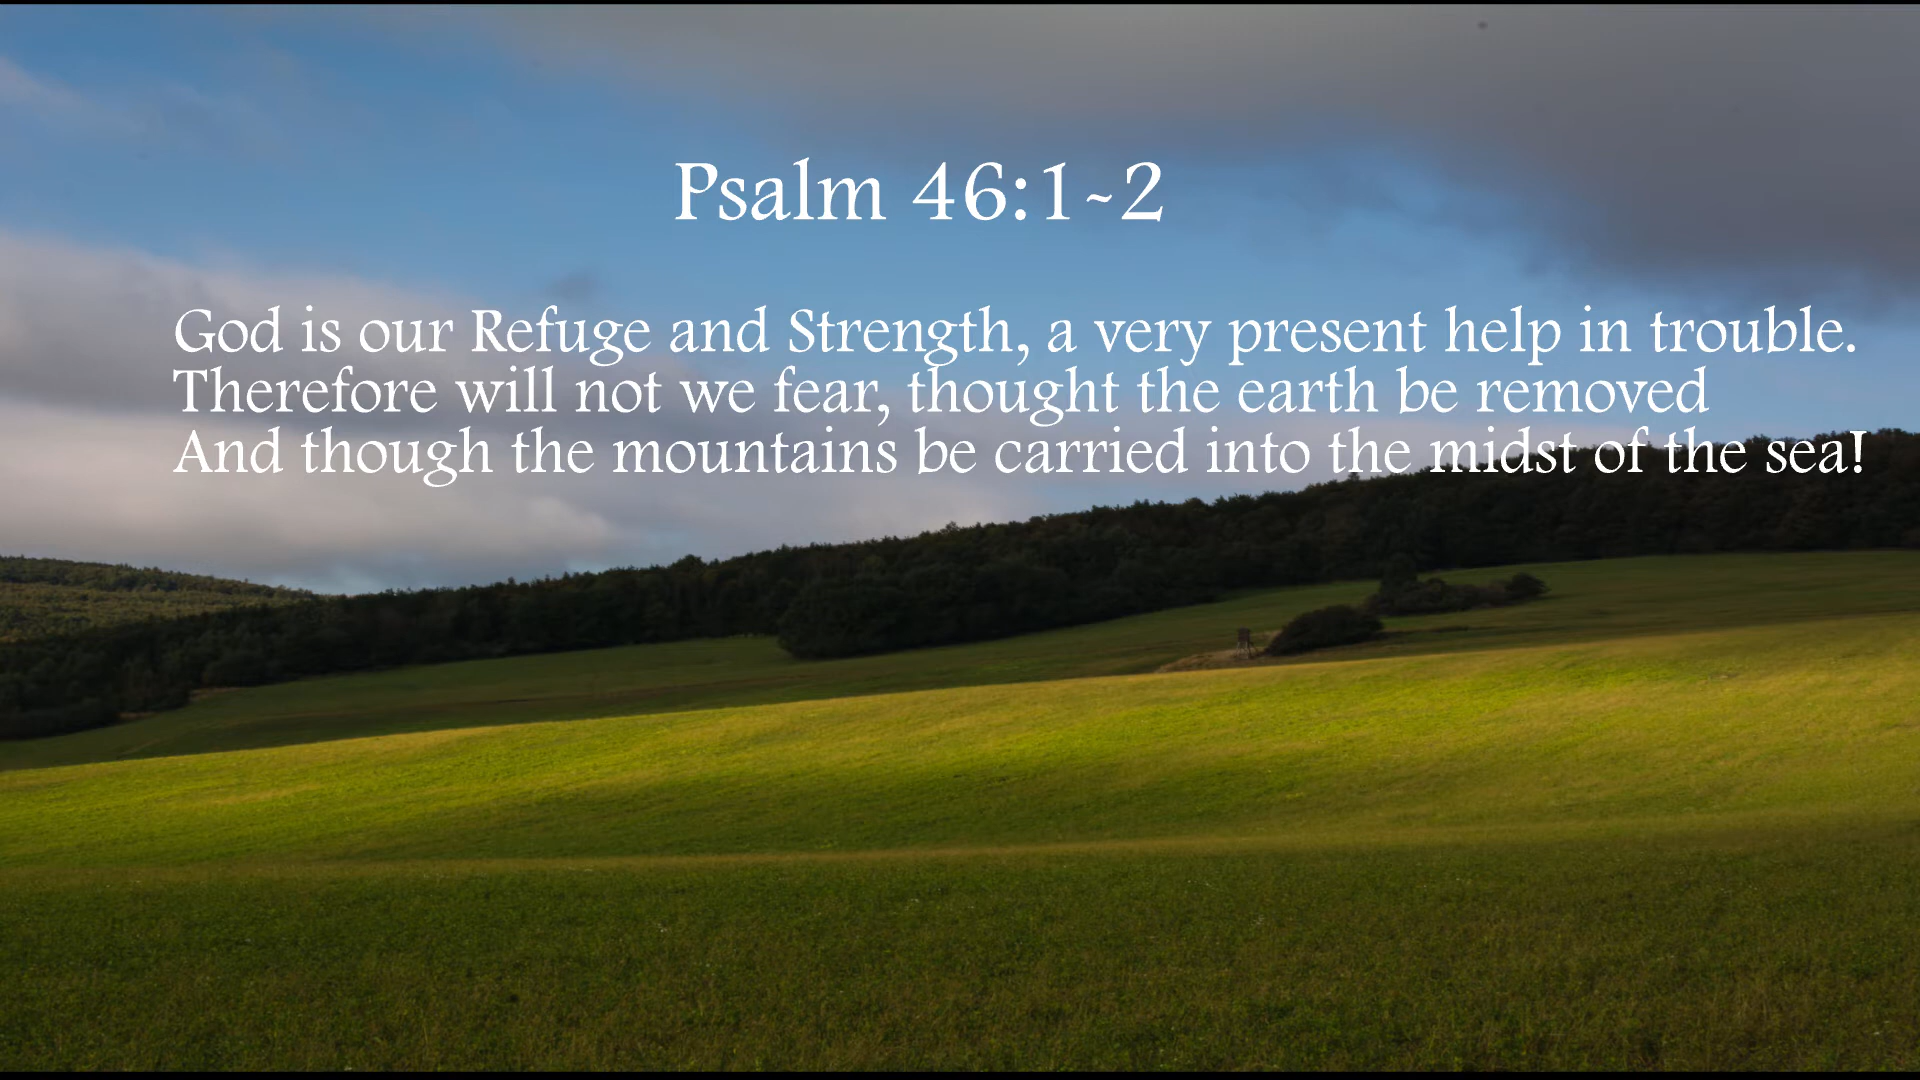 Psalm 46:1~2
God is our Refuge and Strength, a very present help in trouble.
Therefore will not we fear, thought the earth be removed
And though the mountains be carried into the midst of the sea!